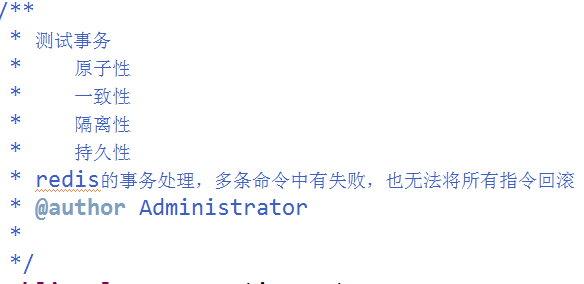 /**
* 测试事务
* 原子性
* 一致性
* 隔离性
* 持久性
* redis的事务处理，多条命令中有失败，也无法将所有指令回滚
* @author Administrator
*
*/